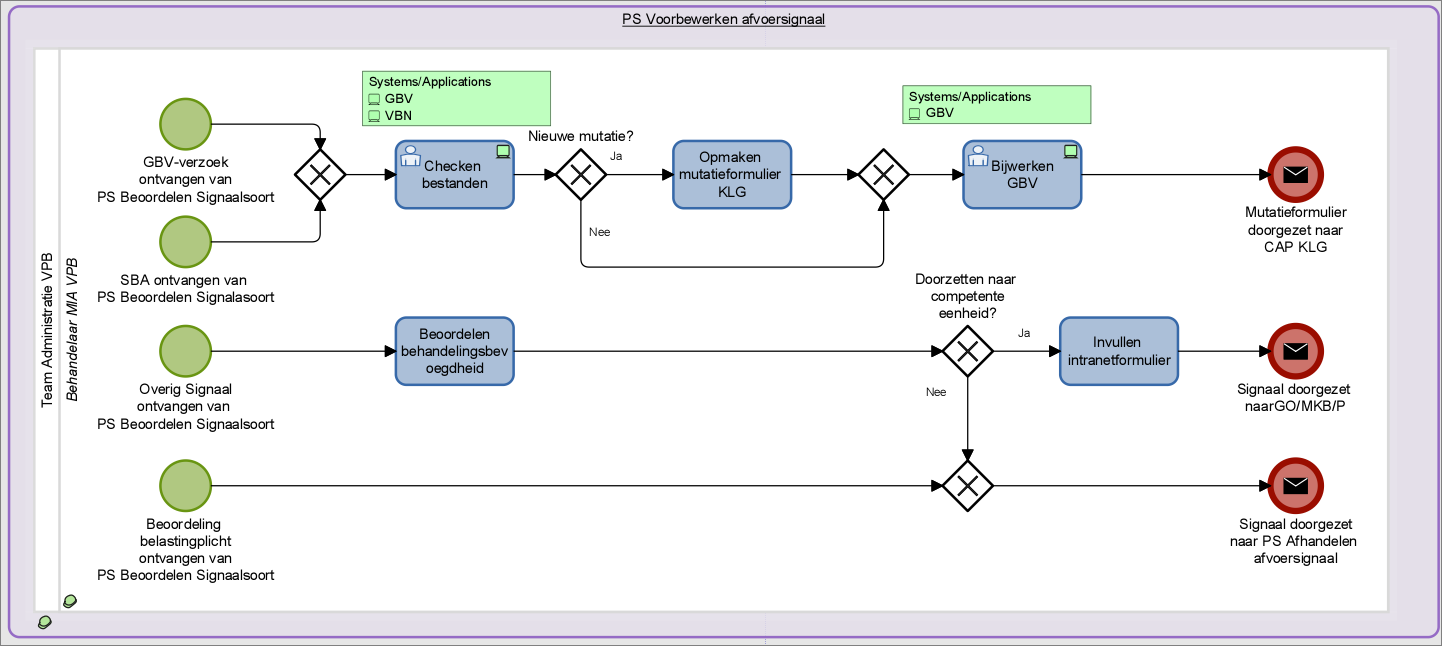 PS Voorbewerken afvoersignaal
Team Administratie VPB
Behandelaar MIA VPB
Systems/Applications
GBV
VBN
Systems/Applications
GBV
GBV-verzoek
ontvangen van
PS Beoordelen Signaalsoort
Checken
bestanden
Nieuwe mutatie?
Ja
Nee
Opmaken
mutatieformulier
KLG
Bijwerken
GBV
Mutatieformulier
doorgezet naar
CAP KLG
SBA ontvangen van
PS Beoordelen Signalasoort
Overig Signaal
ontvangen van
PS Beoordelen Signaalsoort
Beoordelen
behandelingsbev
oegdheid
Doorzetten naar
competente
eenheid?
Ja
Nee
Invullen
intranetformulier
Signaal doorgezet
naarGO/MKB/P
Beoordeling
belastingplicht
ontvangen van
PS Beoordelen Signaalsoort
Signaal doorgezet
naar PS Afhandelen
afvoersignaal